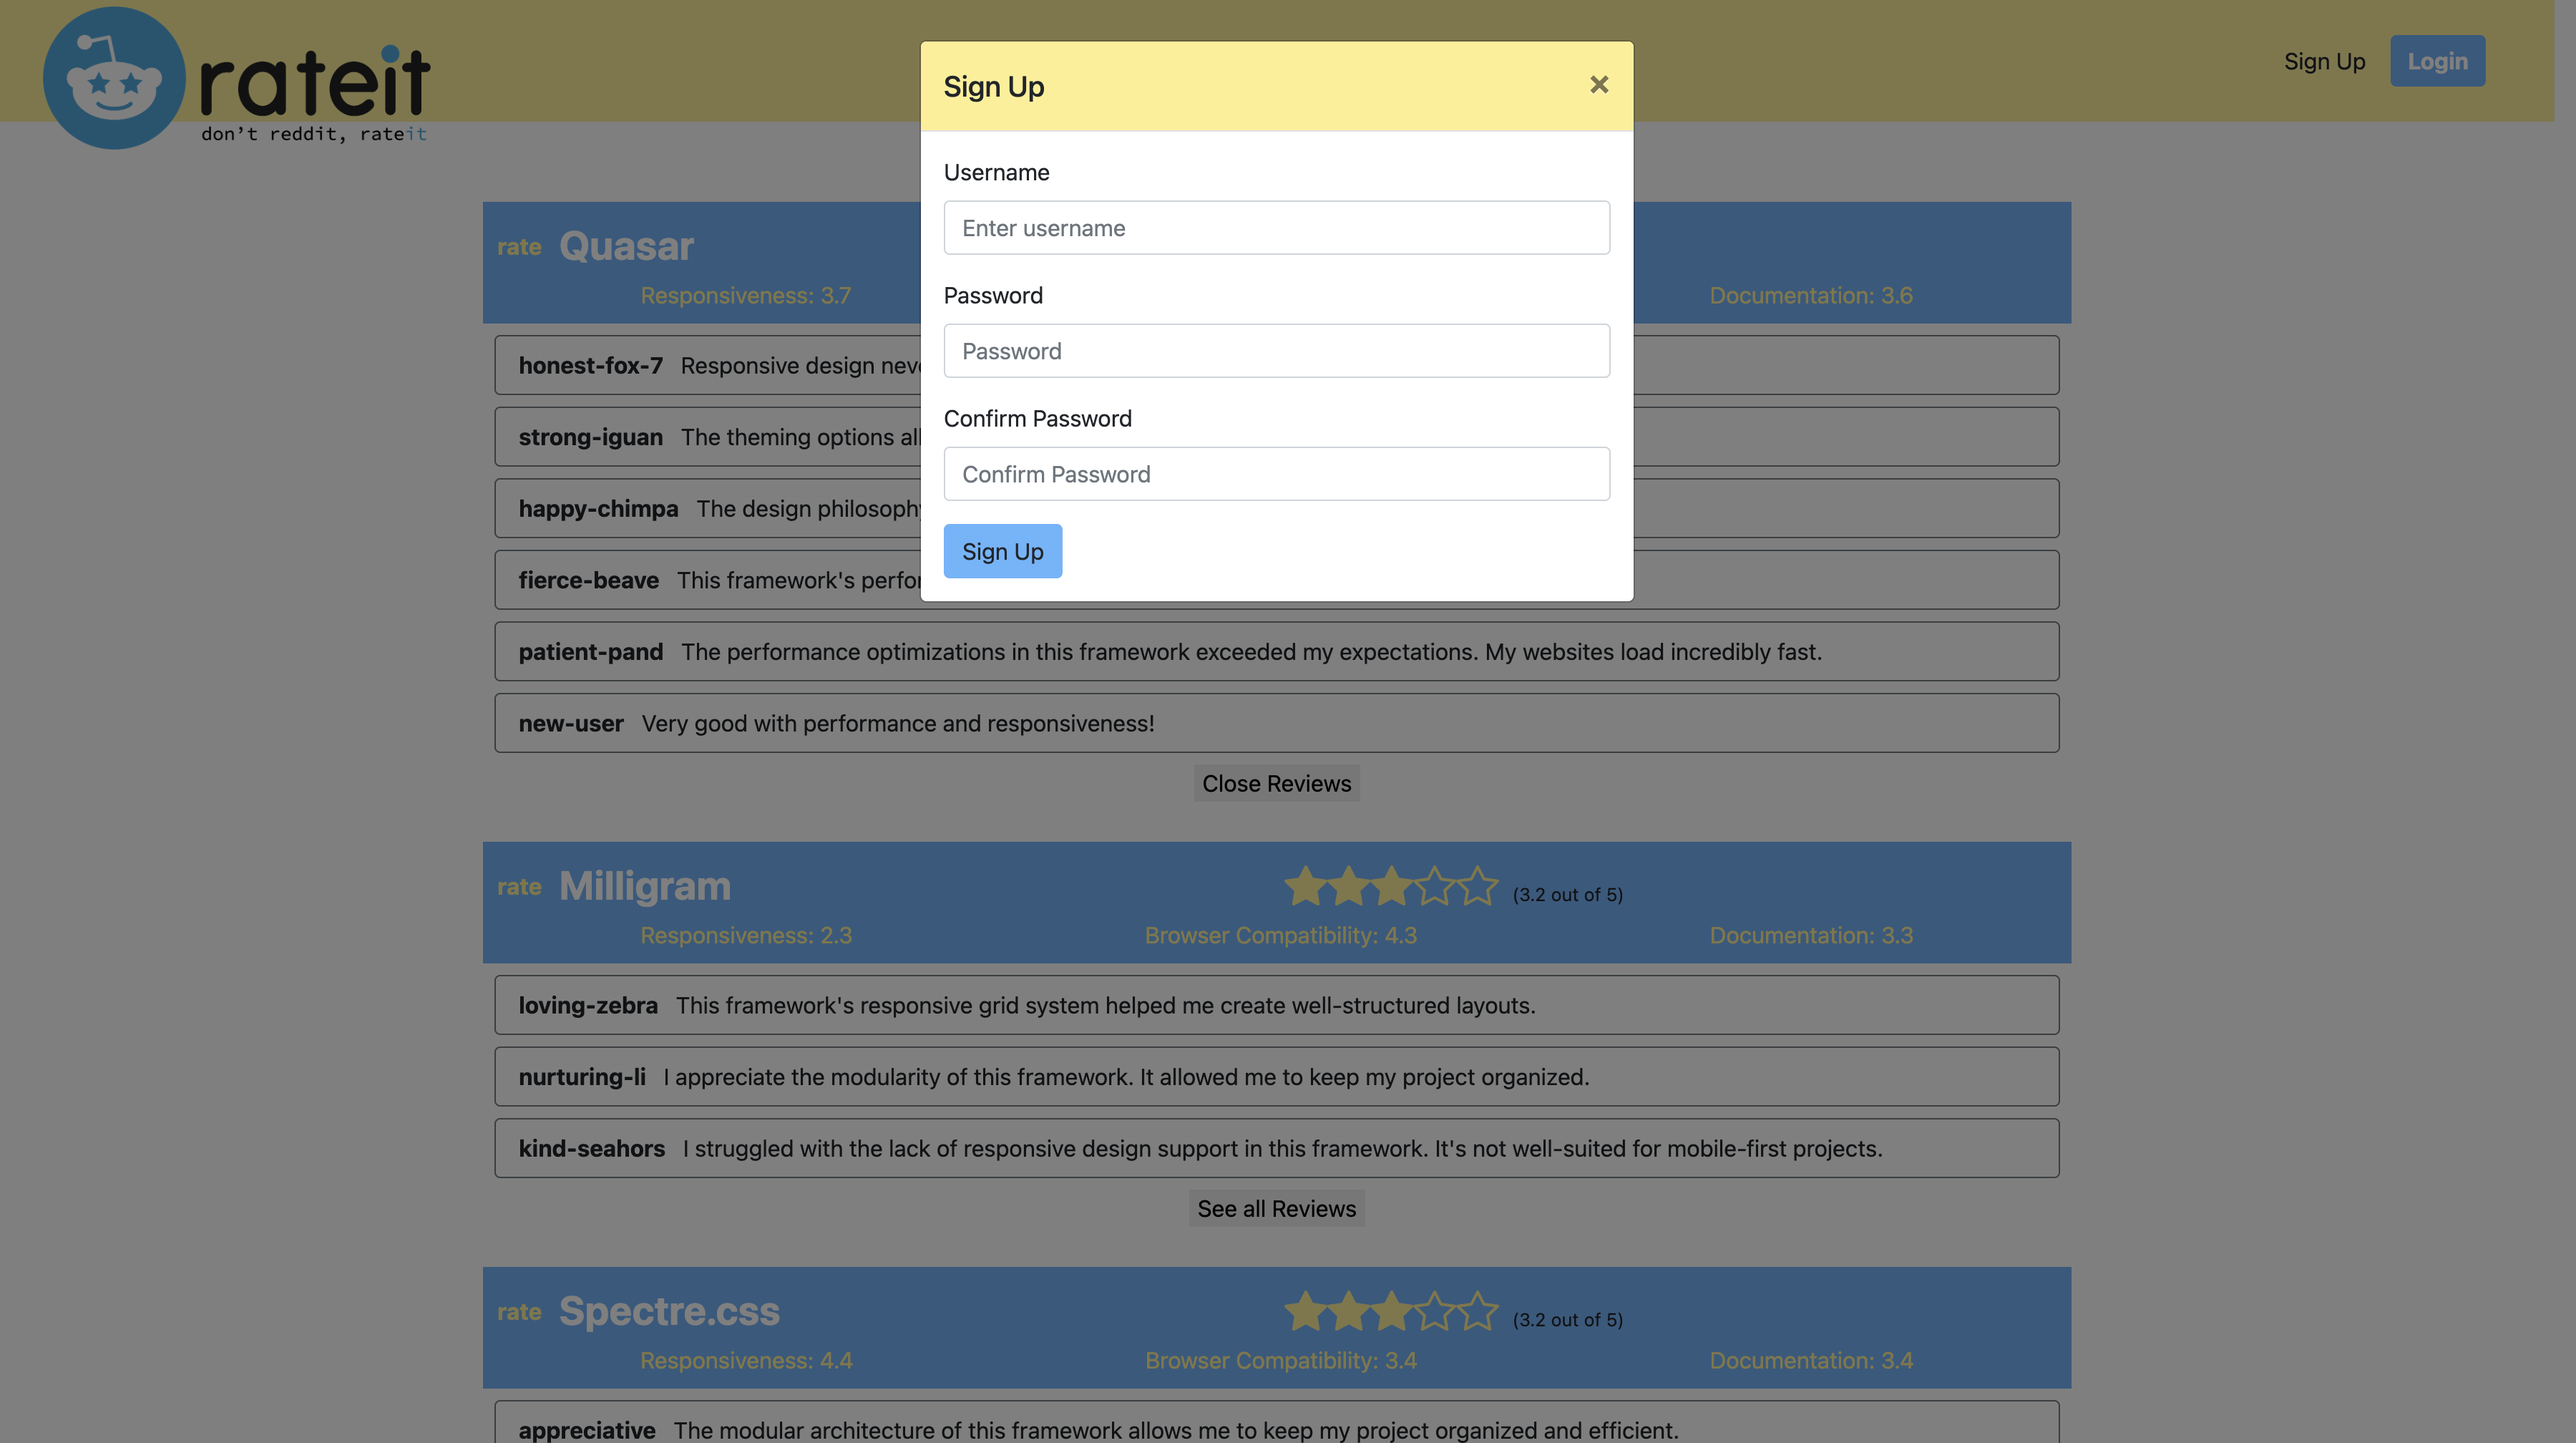 rateit
don't reddit, rateit
Sign Up
Login
Sign Up
×
Username
Enter username
Password
Password
Confirm Password
Confirm Password
Sign Up
rate Quasar
Responsiveness: 3.7
Documentation: 3.6
honest-fox-7 Responsive design
strong-iguan The theming options
happy-chimpa The design philosophy
fierce-beave This framework's
patient-pand The performance optimizations in this framework exceeded my expectations. My websites load incredibly fast.
new-user Very good with performance and responsiveness!
Close Reviews
rate Milligram (3.2 out of 5)
Responsiveness: 2.3 Browser Compatibility: 4.3 Documentation: 3.3
loving-zebra This framework's responsive grid system helped me create well-structured layouts.
nurturing-li I appreciate the modularity of this framework. It allowed me to keep my project organized.
kind-seahors I struggled with the lack of responsive design support in this framework. It's not well-suited for mobile-first projects.
See all Reviews
rate Spectre.css (3.2 out of 5)
Responsiveness: 4.4 Browser Compatibility: 3.4 Documentation: 3.4
appreciative The modular architecture of this framework allows me to keep my project organized and efficient.